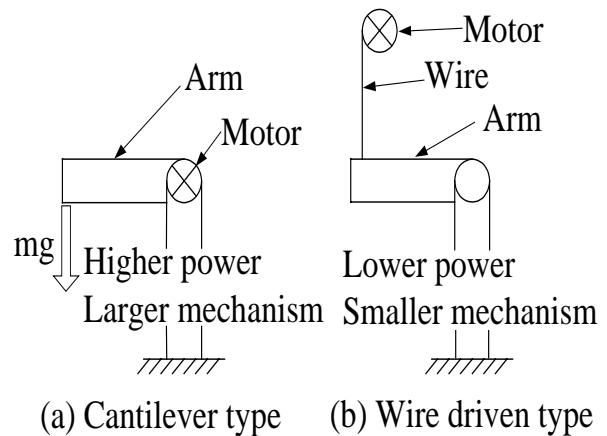 Arm
Motor
mg
Higher power
Larger mechanism
(a) Cantilever type
Motor
Wire
Arm
Lower power
Smaller mechanism
(b) Wire driven type